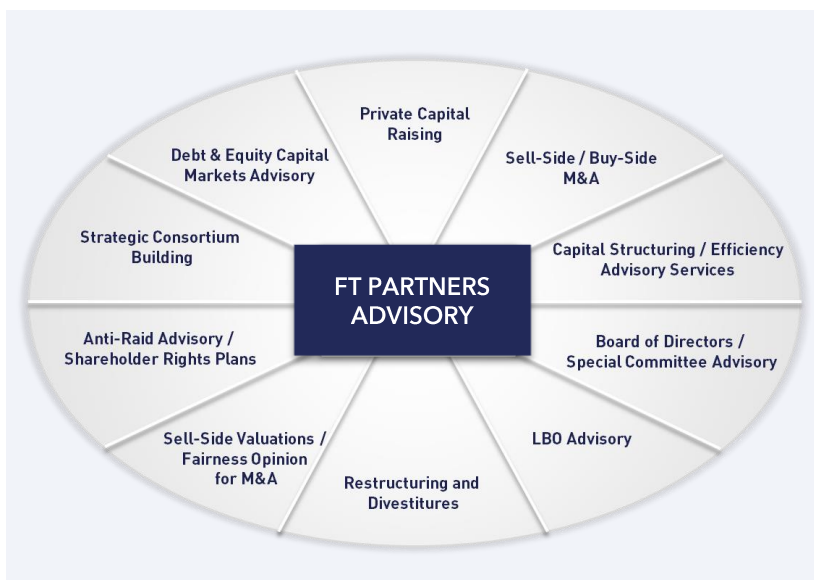 Private Capital
Raising
Debt & Equity Capital
Markets Advisory
Sell-Side / Buy-Side
M&A
Strategic Consortium
Building
Capital Structuring / Efficiency
Advisory Services
FT PARTNERS
ADVISORY
Anti-Raid Advisory /
Shareholder Rights Plans
Board of Directors /
Special Committee Advisory
Sell-Side Valuations /
Fairness Opinion
for M&A
LBO Advisory
Restructuring and
Divestitures